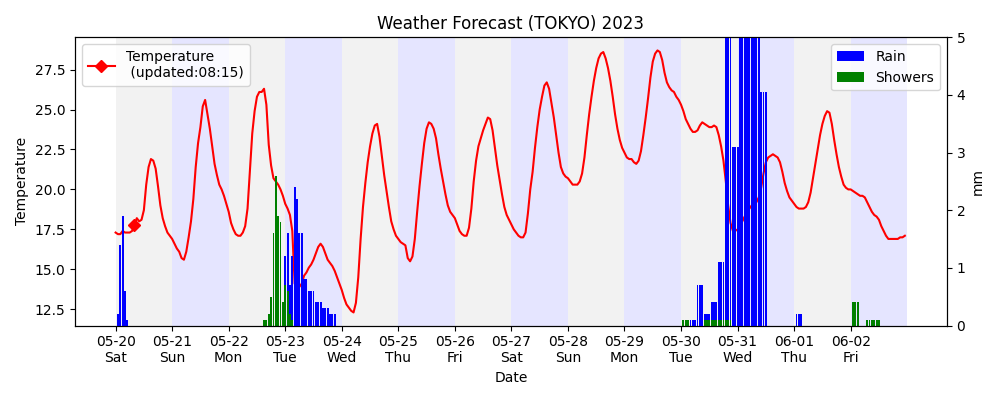 Weather Forecast (TOKYO) 2023
Temperature
(updated:08:15)
Rain
Showers
27.5
25.0
22.5
20.0
17.5
15.0
12.5
Temperature
5
4
3
2
1
0
mm
05-20 05-21 05-22 05-23 05-24 05-25 05-26 05-27 05-28 05-29 05-30 05-31 06-01 06-02
Sat Sun Mon Tue Wed Thu Fri Sat Sun Mon Tue Wed Thu Fri
Date